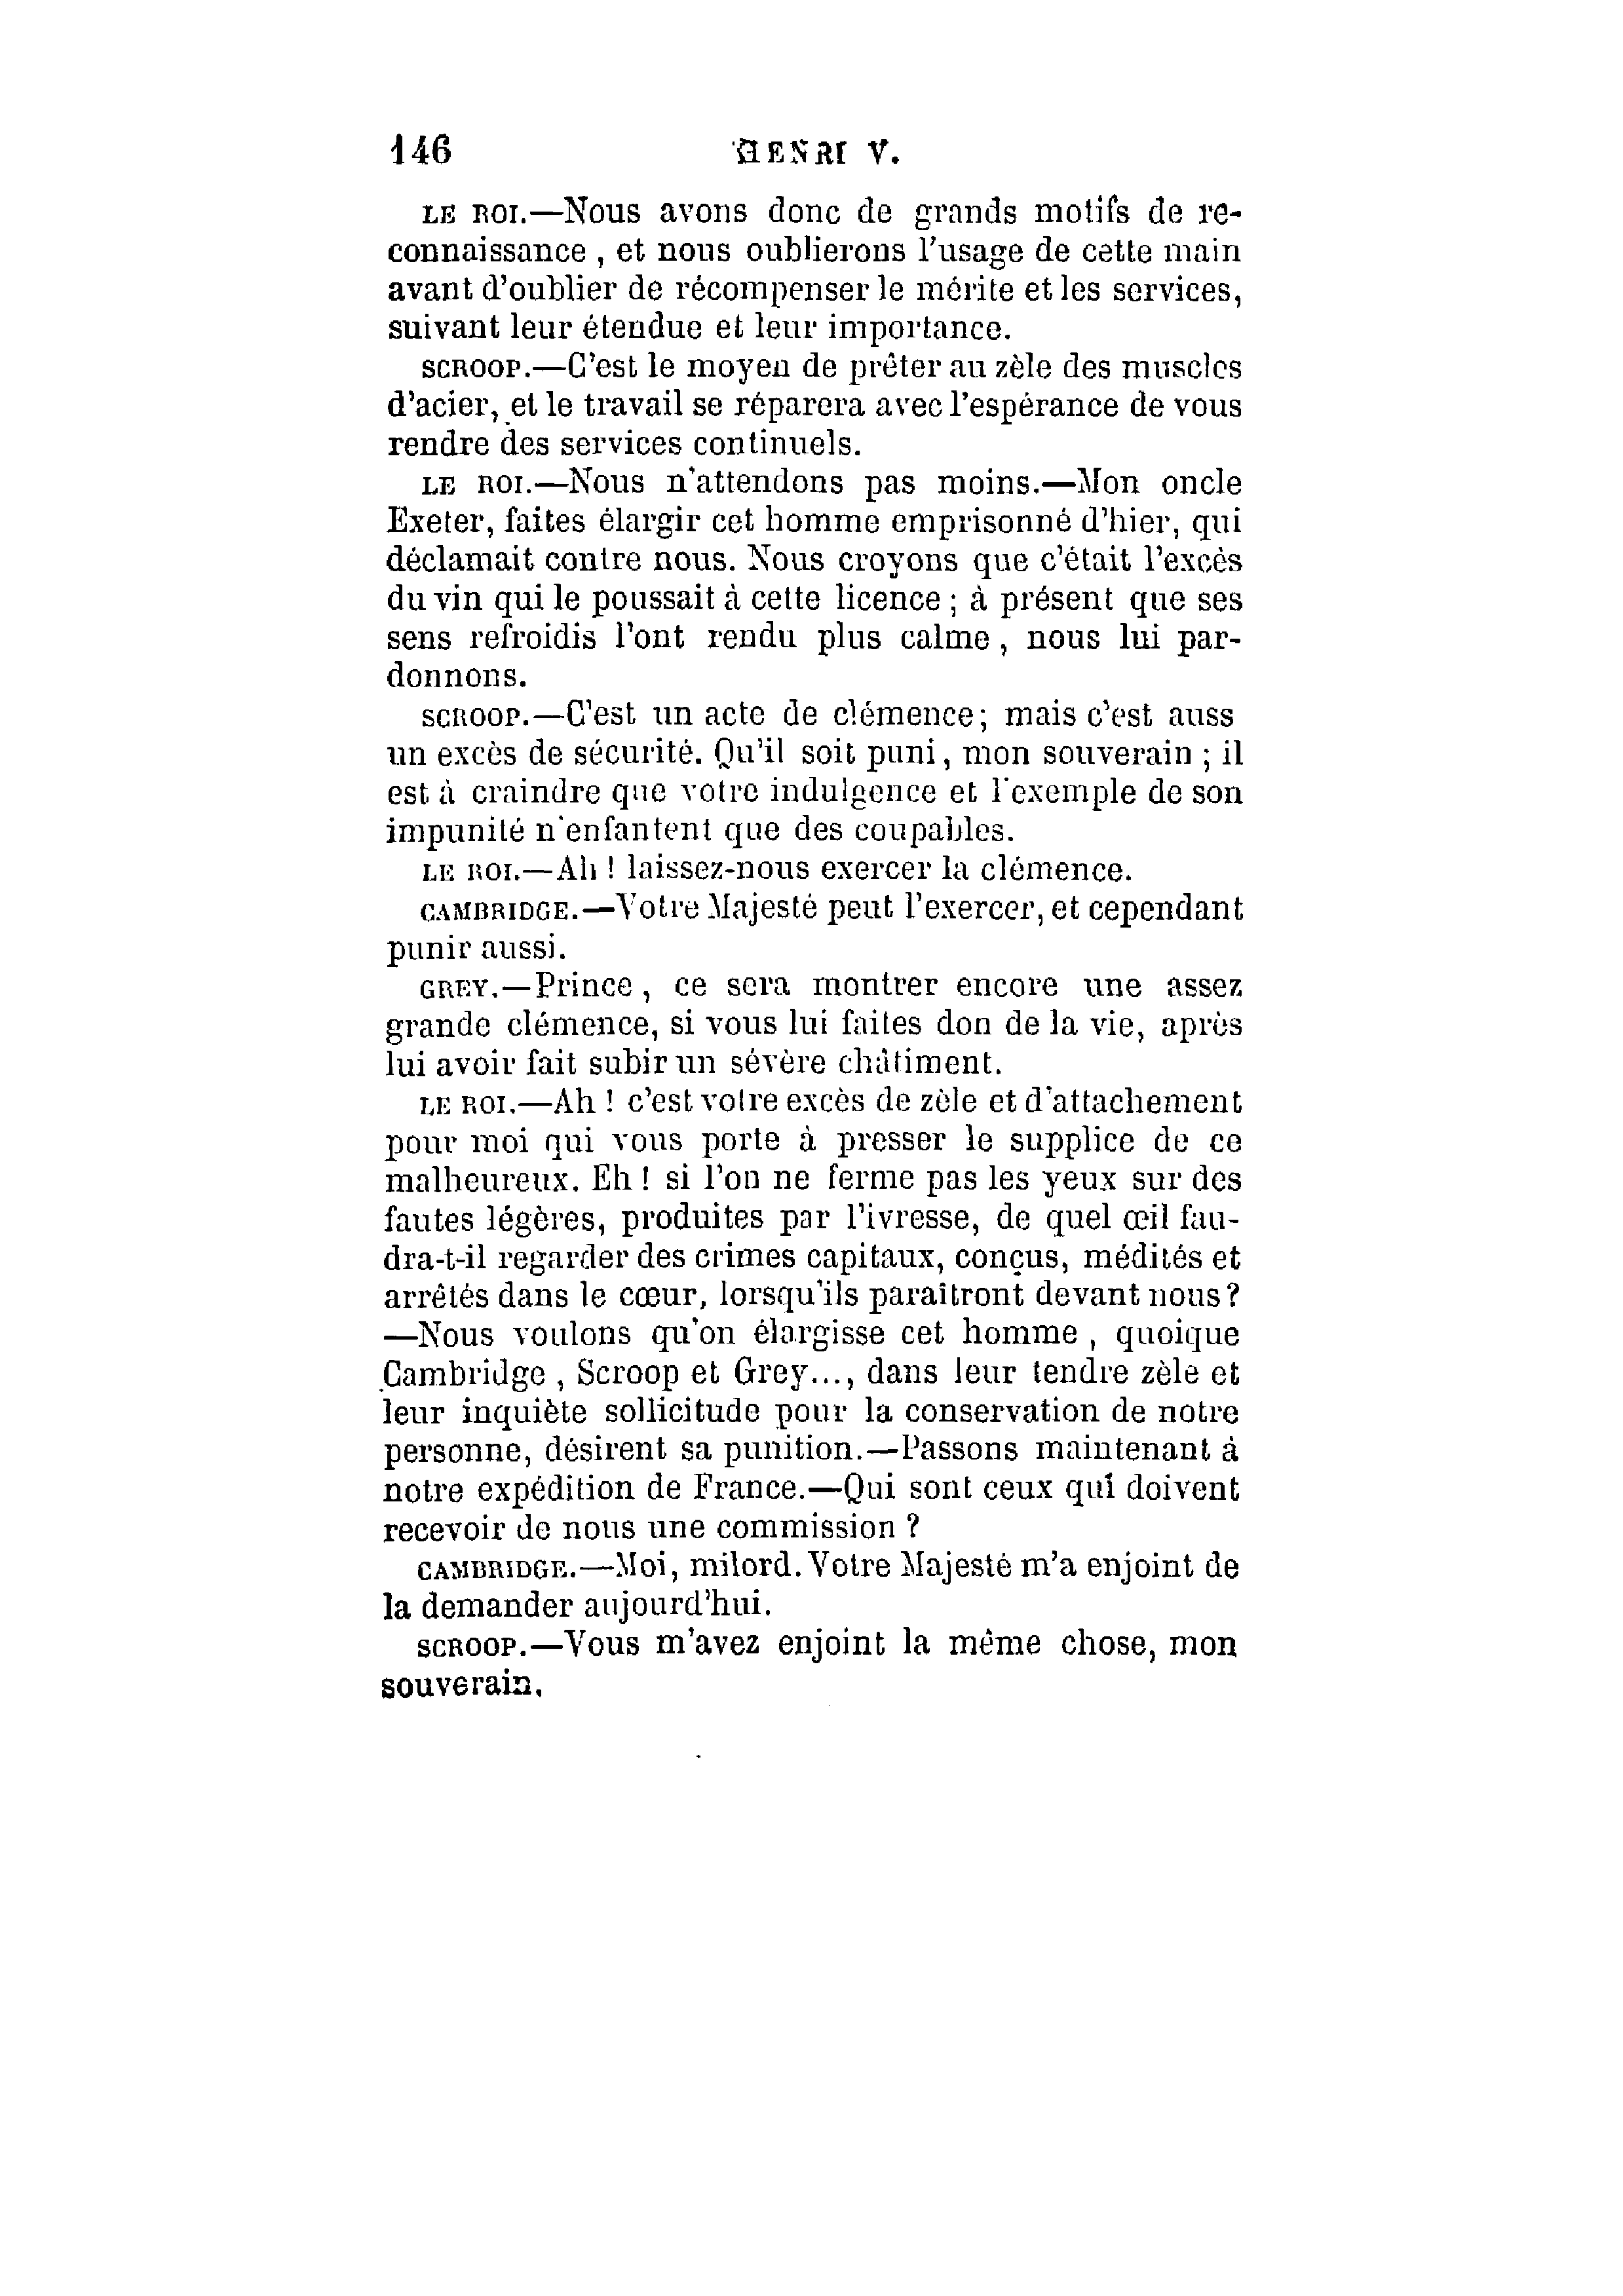 146 HENRI V.
LE ROI.—Nous avons donc de grands motifs de re-
connaissance , et nous oublierons l'usage de cette main
avant d'oublier de récompenser le mérite et les services,
suivant leur étendue et leur importance.
SCROOP.—C'est le moyen de prêter au zèle des muscles
d'acier, et le travail se réparera avec l'espérance de vous
rendre des services continuels.
LE ROI.—Nous n'attendons pas moins.—Mon oncle
Exeter, faites élargir cet homme emprisonné d'hier, qui
déclamait contre nous. Nous croyons que c'était l'excès
du vin qui le poussait à cette licence ; à présent que ses
sens refroidis l'ont rendu plus calme , nous lui par-
donnons.
SCROOP.—C'est un acte de clémence; mais c'est auss
un excès de sécurité. Qu'il soit puni , mon souverain ; il
est à craindre que votre indulgence et l'exemple de son
impunité n'enfantent que des coupables.
LE ROI.—Ah ! laissez-nous exercer la clémence.
CAMBRIDGE.—Votre Majesté peut l'exercer, et cependant
punir aussi.
GREY.—Prince , ce sera montrer encore une assez
grande clémence, si vous lui faites don de la vie, après
lui avoir fait subir un sévère châtiment.
LE ROI.—Ah ! c'est votre excès de zèle et d'attachement
pour moi qui vous porte à presser le supplice de ce
malheureux. Eh ! si l'on ne ferme pas les yeux sur des
fautes légères, produites par l'ivresse, de quel œil fau-
dra-t-il regarder des crimes capitaux, conçus, médités et
arrêtés dans le cœur, lorsqu'ils paraîtront devant nous?
—Nous voulons qu'on élargisse cet homme , quoique
Cambridge , Scroop et Grey..., dans leur tendre zèle et
leur inquiète sollicitude pour la conservation de notre
personne, désirent sa punition.—Passons maintenant à
notre expédition de France.—Qui sont ceux qui doivent
recevoir de nous une commission ?
CAMBRIDGE.—Moi, milord. Votre Majesté m'a enjoint de
la demander aujourd'hui.
SCROOP.—Vous m'avez enjoint la même chose, mon
souverain.